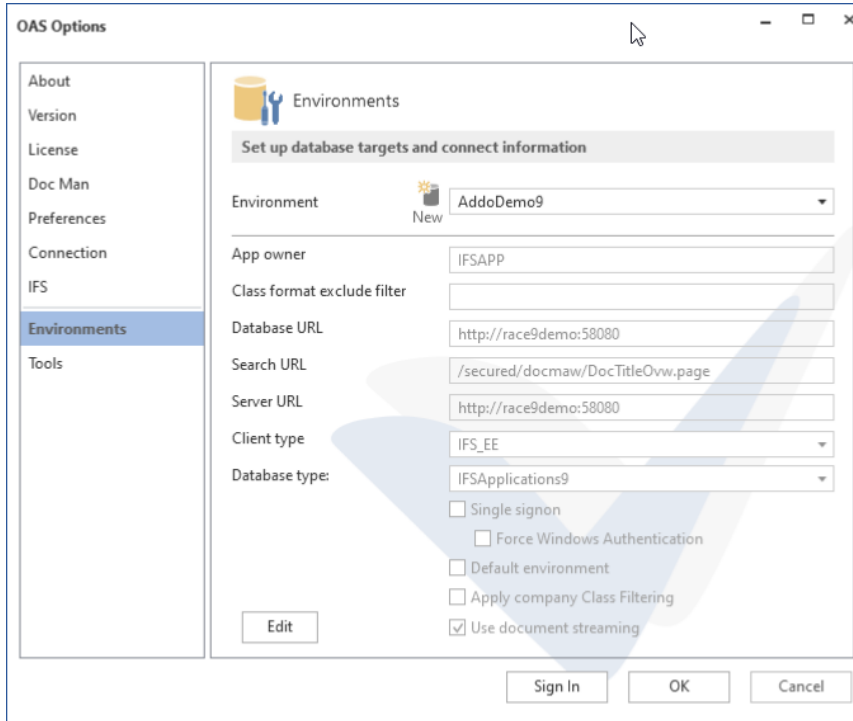 OAS Options
About
Version
License
Doc Man
Preferences
Connection
IFS
Environments
Tools
Environments
Set up database targets and connect information
Environment
New
AddoDemo9
App owner
IFSAPP
Class format exclude filter
Database URL
http://race9demo:58080
Search URL
/secured/docmaw/DocTitleOvw.page
Server URL
http://race9demo:58080
Client type
IFS_EE
Database type:
IFSApplications9
Single signon
Force Windows Authentication
Default environment
Apply company Class Filtering
Use document streaming
Edit
Sign In
OK
Cancel